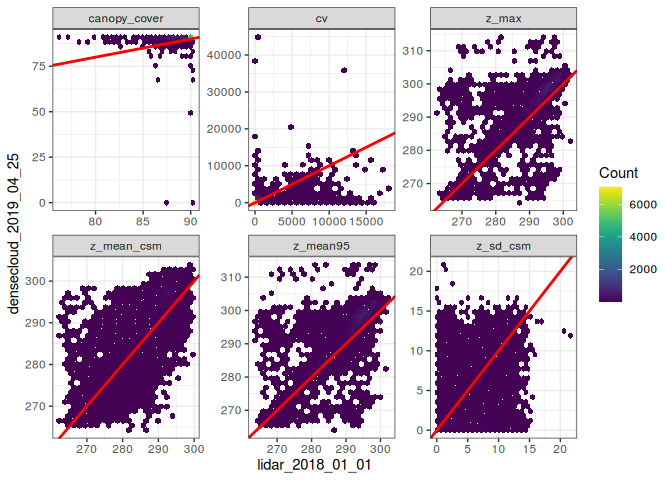 canopy_cover cv z_max
75 50 25 0
80 85 90
40000 30000 20000 10000 0
0 5000 10000 15000
310 300 290 280 270
270 280 290 300
z_mean_csm z_mean95 z_sd_csm
300 290 280 270
270 280 290 300
310 300 290 280 270
270 280 290 300
20 15 10 5 0
0 5 10 15 20
densecloud_2019_04_25
lidar_2018_01_01
Count
6000
4000
2000